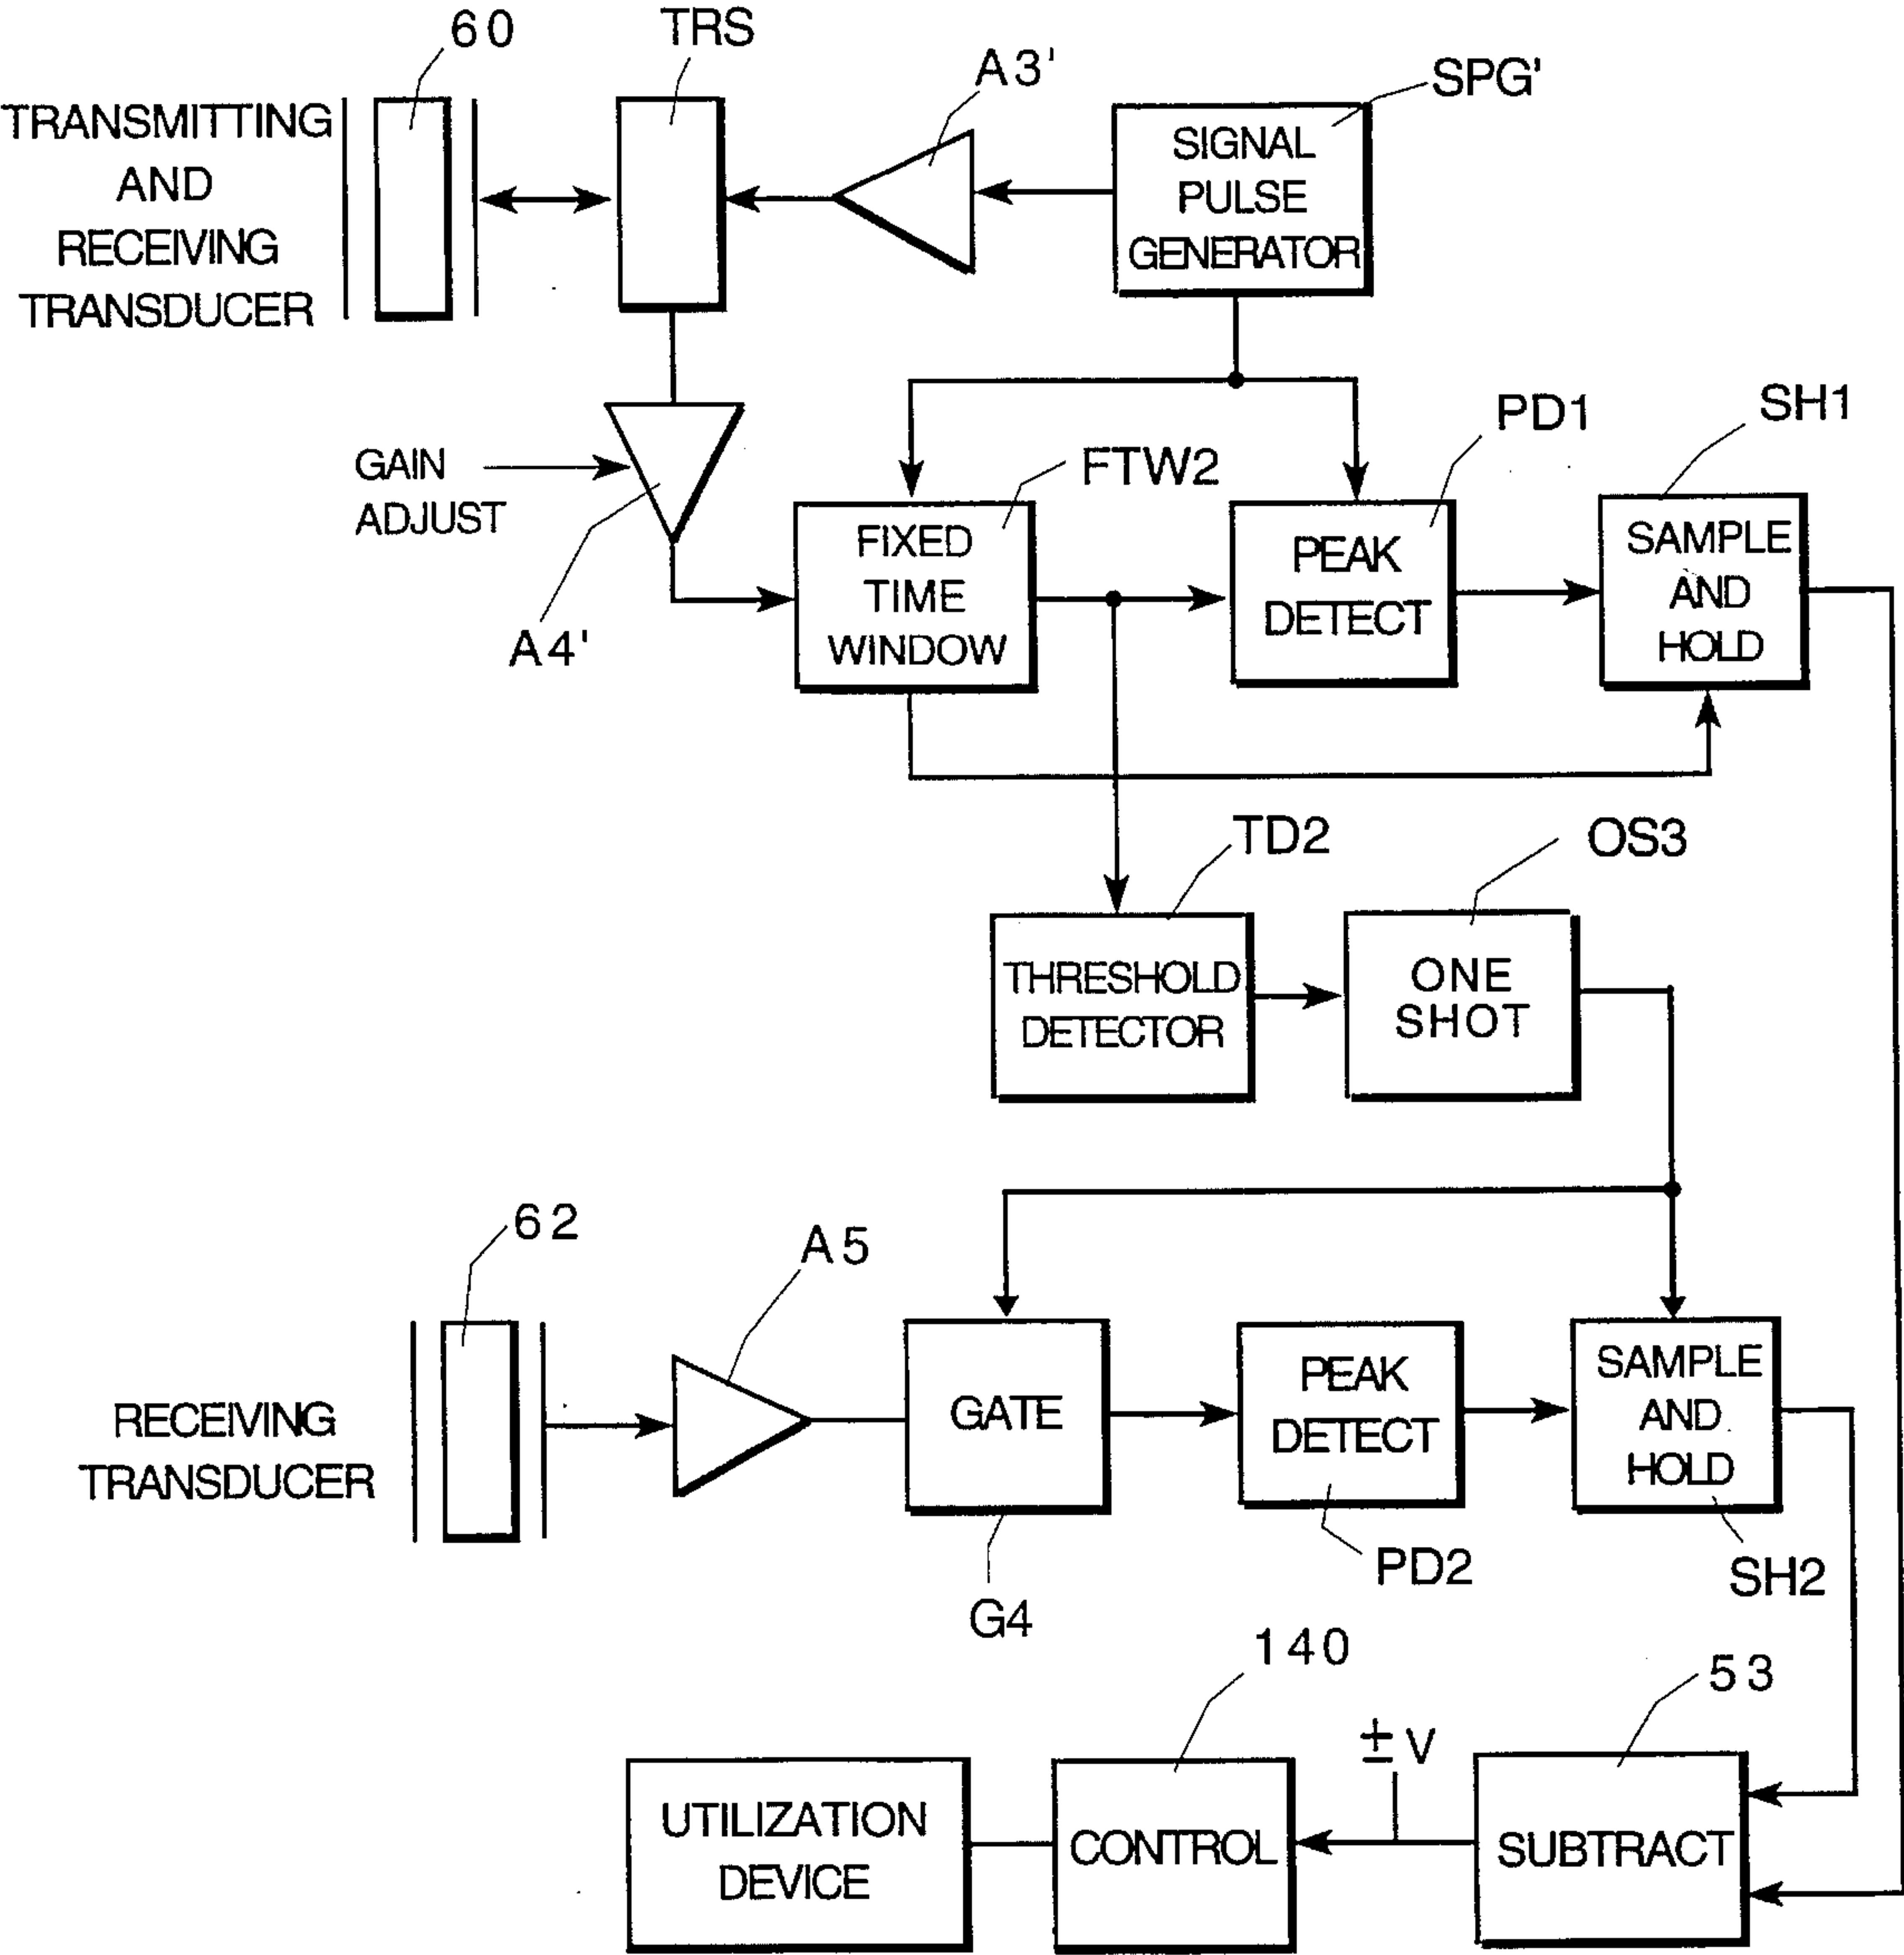 60
TRS
A3'
SPG'
TRANSMITTING
AND
RECEIVING
TRANSDUCER
SIGNAL
PULSE
GENERATOR
GAIN
ADJUST
A4'
FTW2
FIXED
TIME
WINDOW
PD1
PEAK
DETECT
SH1
SAMPLE
AND
HOLD
TD2
THRESHOLD
DETECTOR
OS3
ONE
SHOT
62
RECEIVING
TRANSDUCER
A5
GATE
G4
PEAK
DETECT
PD2
SAMPLE
AND
HOLD
SH2
UTILIZATION
DEVICE
140
CONTROL
± V
53
SUBTRACT